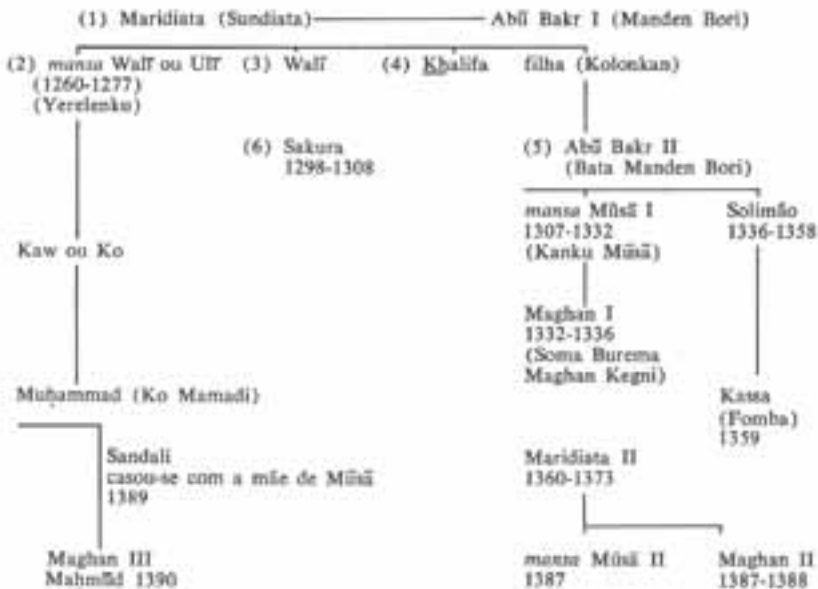 (1) Maridiata (Sundiata) Abū Bakr I (Manden Bori)
(2) mansa Walī ou Ulī (3) Walī (4) Khalifa filha (Kolonkan)
(1260-1277)
(Yerelenku)
(6) Sakura (5) Abū Bakr II
1298-1308 (Bata Manden Bori)
mansa Mūsā I Solimão
1307-1332 1336-1358
Kaw ou Ko (Kanku Mūsā)
Maghan I
1332-1336
(Soma Burema
Muḥammad (Ko Mamadi) Maghan Kegni) Kassa
(Fomba)
1359
Sandali Maridiata II
casou-se com a mãe de Mūsā 1360-1373
1389
Maghan III mansa Mūsā II Maghan II
Mahmūd 1390 1387 1387-1388